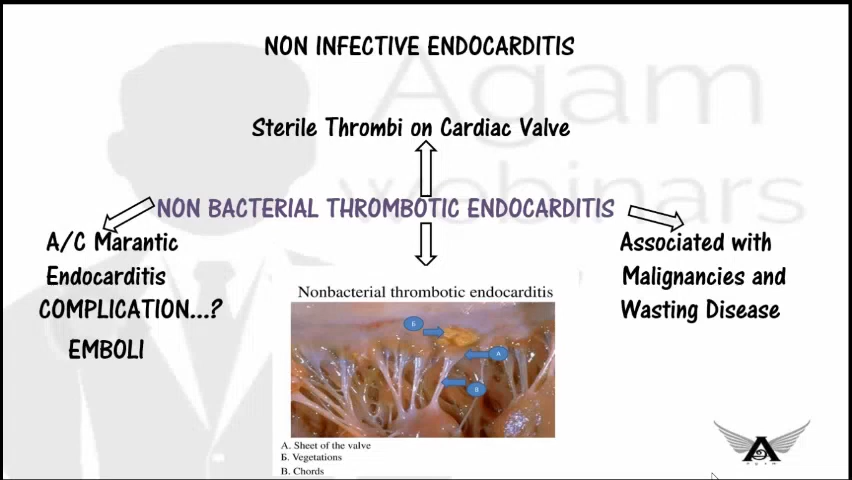 NON INFECTIVE ENDOCARDITIS
Agam
webinars
Sterile Thrombi on Cardiac Valve
NON BACTERIAL THROMBOTIC ENDOCARDITIS
A/C Marantic
Endocarditis
COMPLICATION...?
EMBOLI
Associated with
Malignancies and
Wasting Disease
Nonbacterial thrombotic endocarditis
Б
A
B
A. Sheet of the valve
Б. Vegetations
B. Chords
agam